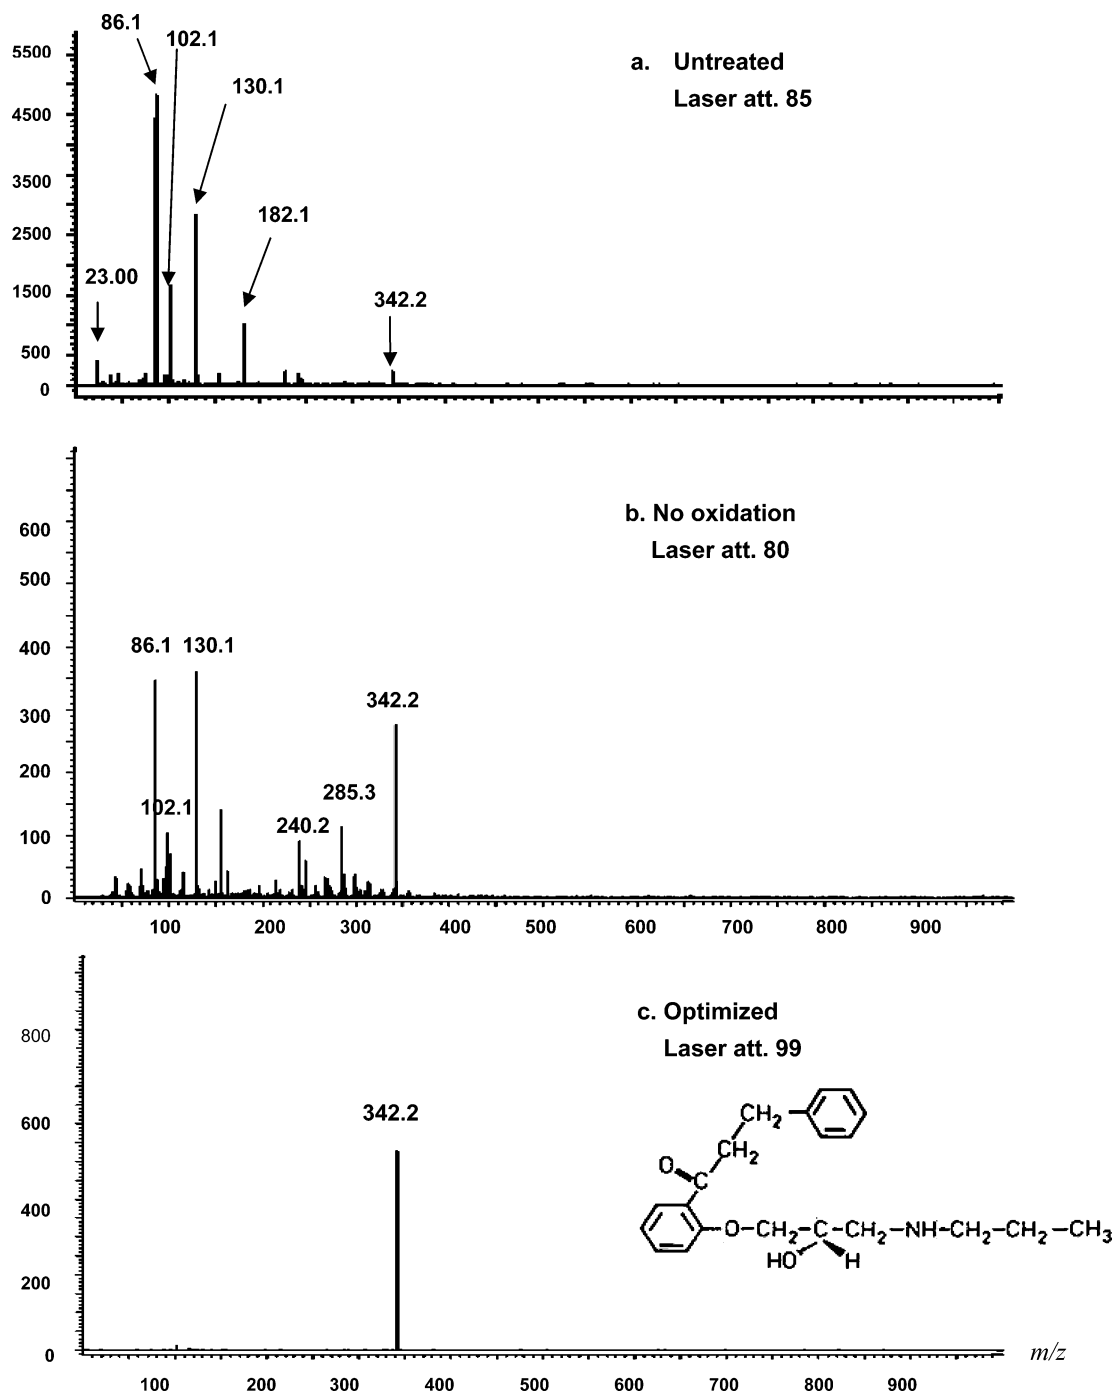 86.1
102.1
130.1
182.1
23.00
342.2
a. Untreated
Laser att. 85
5500
4500
3500
2500
1500
500
0
b. No oxidation
Laser att. 80
86.1 130.1
342.2
285.3
102.1
240.2
600
500
400
300
200
100
0
100 200 300 400 500 600 700 800 900
c. Optimized
Laser att. 99
342.2
800
600
400
200
0
CH2
CH2
O
C
O-CH2-C-CH2-NH-CH2-CH2-CH3
HO H
m/z
100 200 300 400 500 600 700 800 900